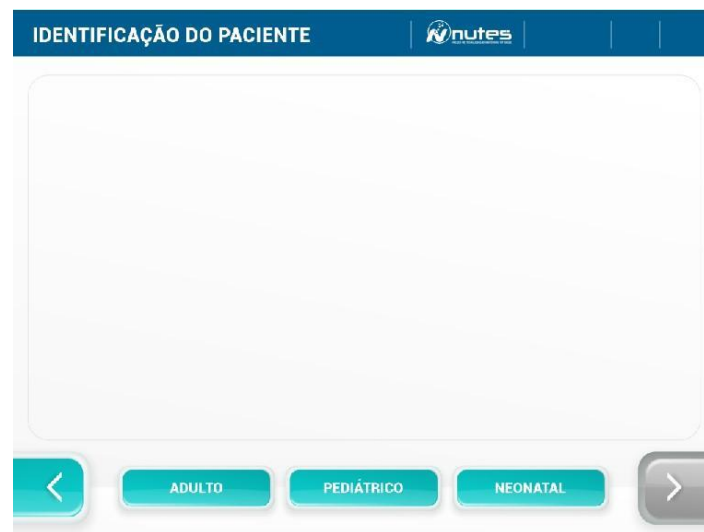 IDENTIFICAÇÃO DO PACIENTE
nutes
ADULTO
PEDIÁTRICO
NEONATAL